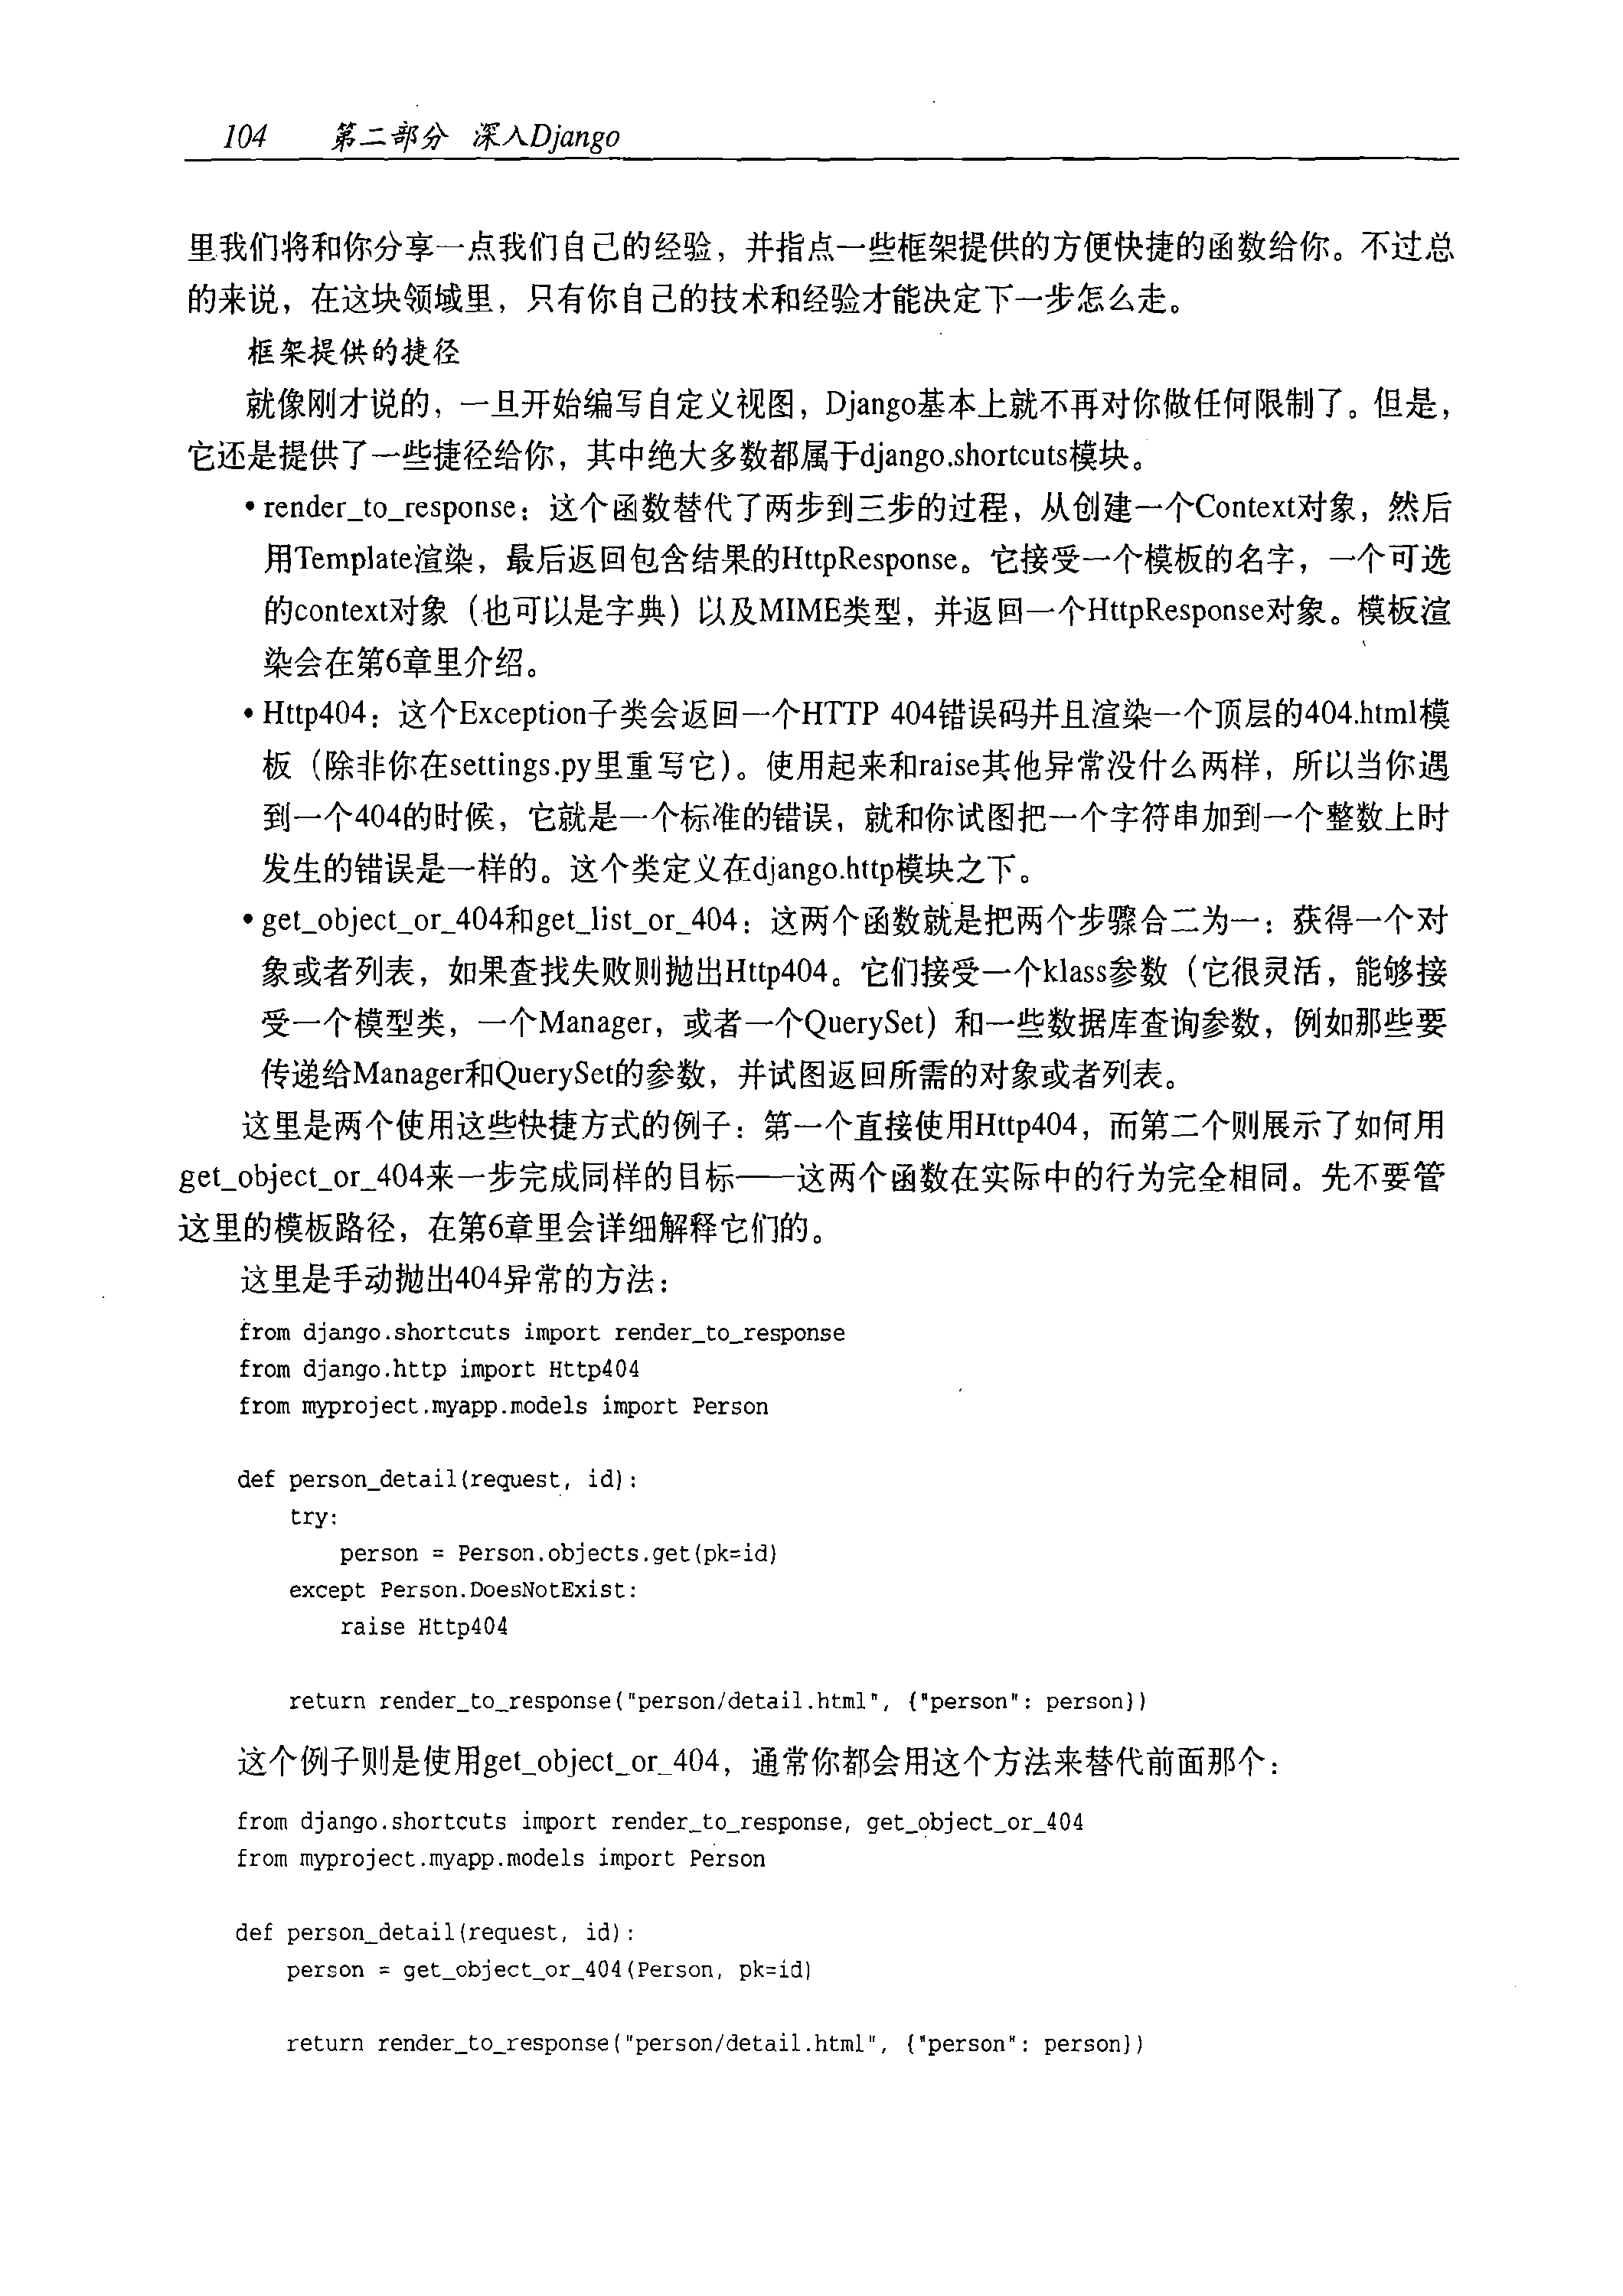 104 第二部分 深入Django
里我们将和你分享一点我们自己的经验，并指点一些框架提供的方便快捷的函数给你。不过总
的来说，在这块领域里，只有你自己的技术和经验才能决定下一步怎么走。
框架提供的捷径
就像刚才说的，一旦开始编写自定义视图，Django基本上就不再对你做任何限制了。但是，
它还是提供了一些捷径给你，其中绝大多数都属于django.shortcuts模块。
•render_to_response：这个函数替代了两步到三步的过程，从创建一个Context对象，然后
用Template渲染，最后返回包含结果的HttpResponse。它接受一个模板的名字，一个可选
的context对象（也可以是字典）以及MIME类型，并返回一个HttpResponse对象。模板渲
染会在第6章里介绍。
•Http404：这个Exception子类会返回一个HTTP 404错误码并且渲染一个顶层的404.html模
板（除非你在settings.py里重写它）。使用起来和raise其他异常没什么两样，所以当你遇
到一个404的时候，它就是一个标准的错误，就和你试图把一个字符串加到一个整数上时
发生的错误是一样的。这个类定义在django.http模块之下。
•get_object_or_404和get_list_or_404：这两个函数就是把两个步骤合二为一：获得一个对
象或者列表，如果查找失败则抛出Http404。它们接受一个klass参数（它很灵活，能够接
受一个模型类，一个Manager，或者一个QuerySet）和一些数据库查询参数，例如那些要
传递给Manager和QuerySet的参数，并试图返回所需的对象或者列表。
这里是两个使用这些快捷方式的例子：第一个直接使用Http404，而第二个则展示了如何用
get_object_or_404来一步完成同样的目标——这两个函数在实际中的行为完全相同。先不要管
这里的模板路径，在第6章里会详细解释它们的。
这里是手动抛出404异常的方法：
from django.shortcuts import render_to_response
from django.http import Http404
from myproject.myapp.models import Person
def person_detail(request, id):
    try:
        person = Person.objects.get(pk=id)
    except Person.DoesNotExist:
        raise Http404
    return render_to_response("person/detail.html", {"person": person})
这个例子则是使用get_object_or_404，通常你都会用这个方法来替代前面那个：
from django.shortcuts import render_to_response, get_object_or_404
from myproject.myapp.models import Person
def person_detail(request, id):
    person = get_object_or_404(Person, pk=id)
    return render_to_response("person/detail.html", {"person": person})